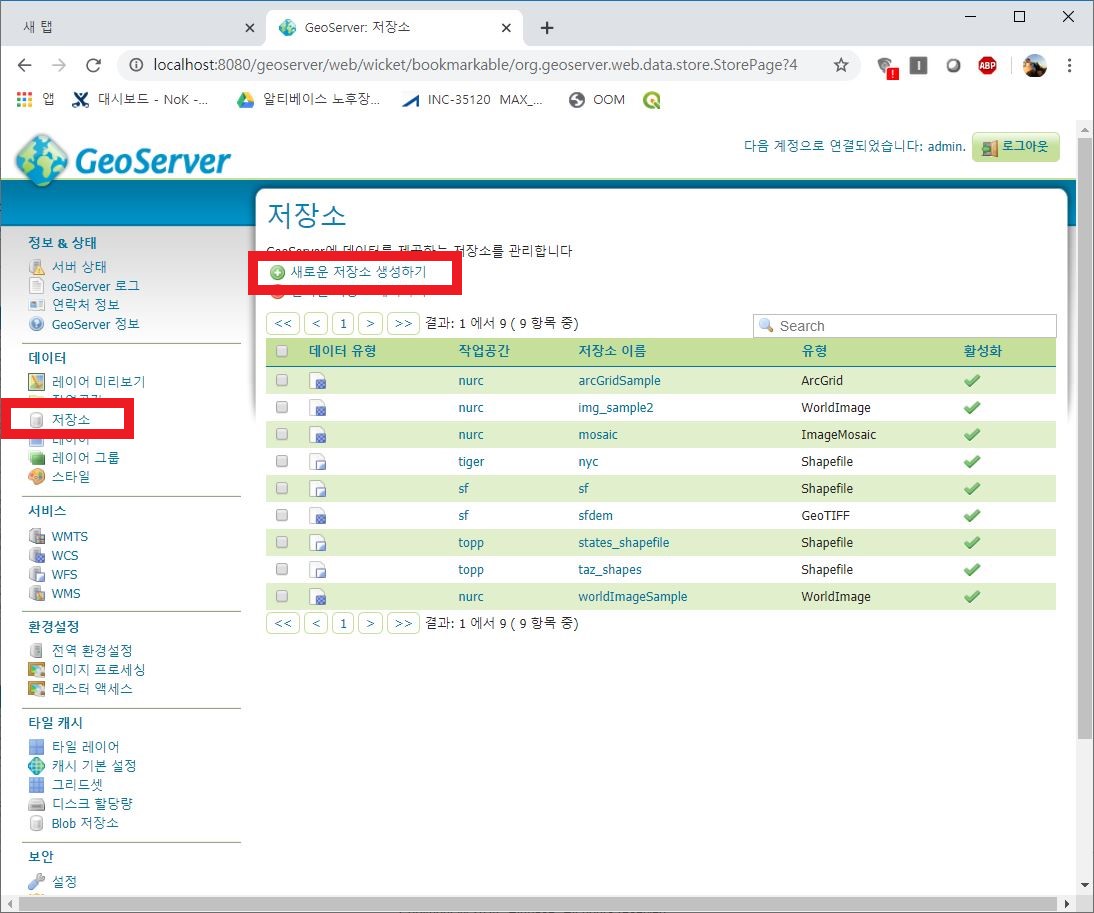 새 탭
GeoServer: 저장소
localhost:8080/geoserver/web/wicket/bookmarkable/org.geoserver.web.data.store.StorePage?4
ABP
앱
대시보드 - NoK -...
알티베이스 노후장...
INC-35120 MAX_...
OOM
GeoServer
다음 계정으로 연결되었습니다: admin.
로그아웃
정보 & 상태
서버 상태
GeoServer 로그
연락처 정보
GeoServer 정보
데이터
레이어 미리보기
저장소
레이어
레이어 그룹
스타일
서비스
WMTS
WCS
WFS
WMS
환경설정
전역 환경설정
이미지 프로세싱
래스터 액세스
타일 캐시
타일 레이어
캐시 기본 설정
그리드셋
디스크 할당량
Blob 저장소
보안
설정
저장소
GeoServer에 데이터를 제공하는 저장소를 관리합니다
새로운 저장소 생성하기
<< < 1 > >> 결과: 1 에서 9 ( 9 항목 중)
Search
데이터 유형 작업공간 저장소 이름 유형 활성화
nurc arcGridSample ArcGrid
nurc img_sample2 WorldImage
nurc mosaic ImageMosaic
tiger nyc Shapefile
sf sf Shapefile
sf sfdem GeoTIFF
topp states_shapefile Shapefile
topp taz_shapes Shapefile
nurc worldImageSample WorldImage
<< < 1 > >> 결과: 1 에서 9 ( 9 항목 중)